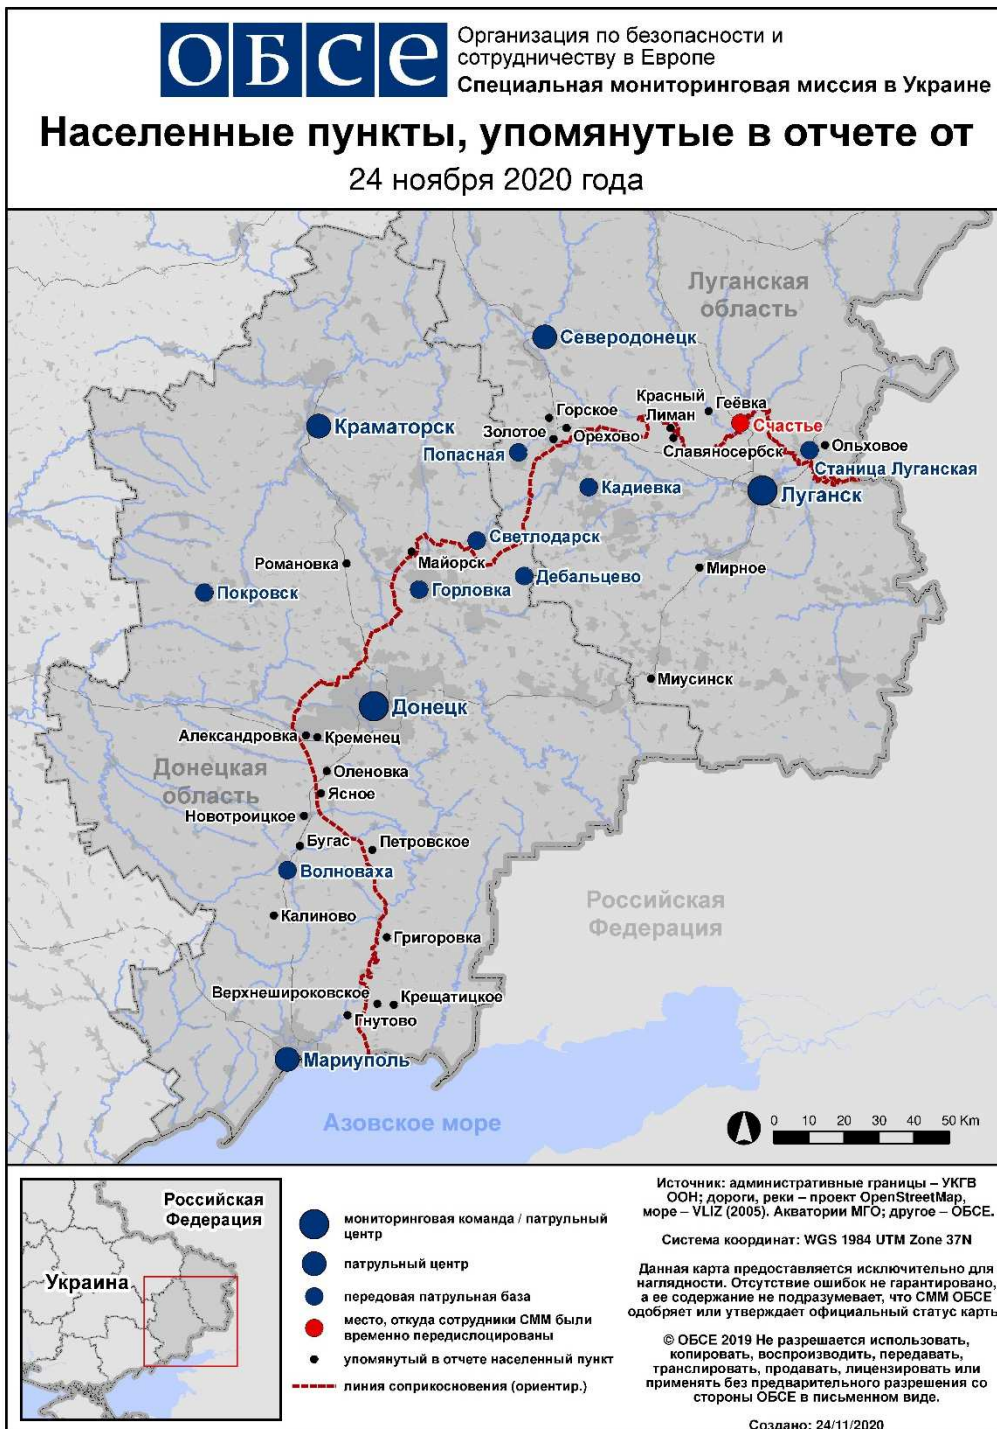 ОБСЕ
Организация по безопасности и
сотрудничеству в Европе
Специальная мониторинговая миссия в Украине
Населенные пункты, упомянутые в отчете от
24 ноября 2020 года
Луганская
область
Северодонецк
Красный
Лиман
Геёвка
Горское
Счастье
Краматорск
Золотое
Орехово
Славяносербск
Ольховое
Попасная
Станица Луганская
Кадиевка
Луганск
Светлодарск
Майорск
Романовка
Мирное
Дебальцево
Покровск
Горловка
Миусинск
Донецк
Александровка
Кременец
Донецкая
область
Оленовка
Ясное
Новотроицкое
Бугас
Петровское
Волноваха
Российская
Федерация
Калиново
Григоровка
Верхнешироковское
Крещатицкое
Гнутово
Мариуполь
Азовское море
0 10 20 30 40 50 Km
Российская
Федерация
Украина
мониторинговая команда / патрульный
центр
патрульный центр
передовая патрульная база
место, откуда сотрудники СММ были
временно передислоцированы
упомянутый в отчете населенный пункт
линия соприкосновения (ориентир.)
Источник: административные границы – УКГВ
ООН; дороги, реки – проект OpenStreetMap,
море – VLIZ (2005). Акватории МГО; другое – ОБСЕ.
Система координат: WGS 1984 UTM Zone 37N
Данная карта предоставляется исключительно для
наглядности. Отсутствие ошибок не гарантировано,
а ее содержание не подразумевает, что СММ ОБСЕ
одобряет или утверждает официальный статус карты
© ОБСЕ 2019 Не разрешается использовать,
копировать, воспроизводить, передавать,
транслировать, продавать, лицензировать или
применять без предварительного разрешения со
стороны ОБСЕ в письменном виде.
Создано: 24/11/2020